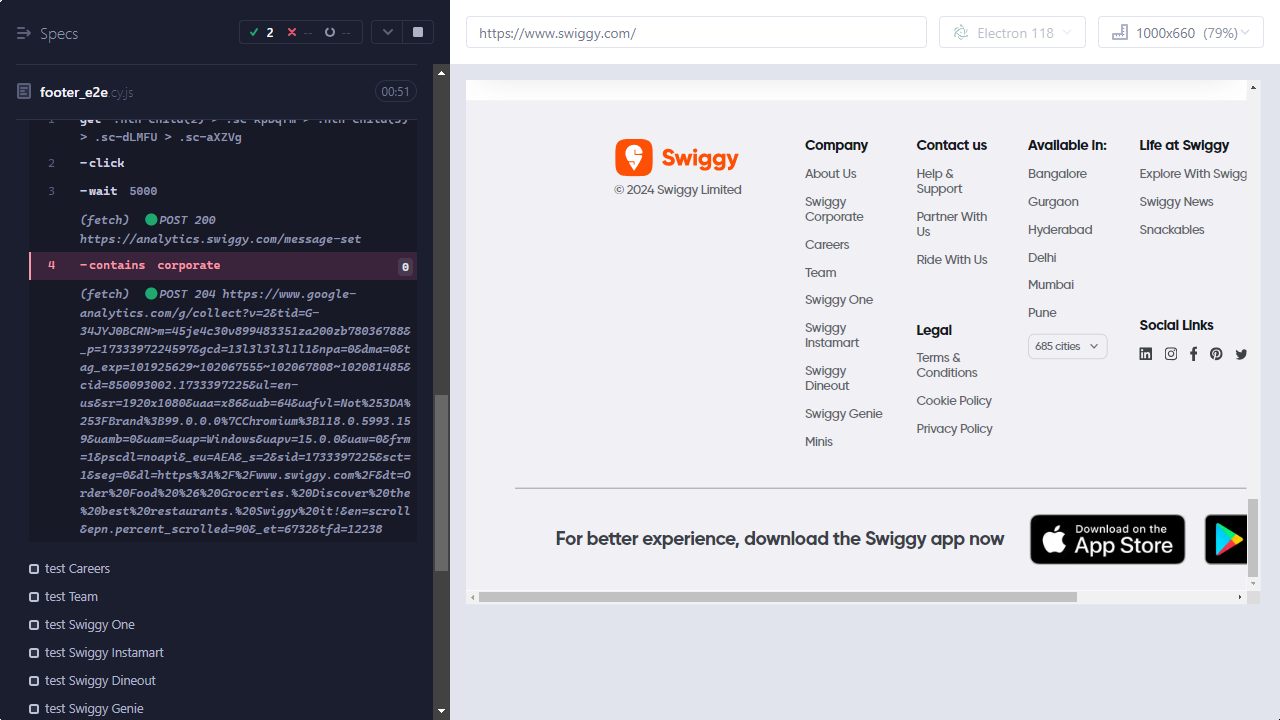 Specs
2
--
--
footer_e2e.cy.js
00:51
1 get :nth-child(2) > .sc-kpDqfm > :nth-child(3)
> .sc-dLMFU > .sc-aXZVg
2 -click
3 -wait 5000
(fetch) POST 200
https://analytics.swiggy.com/message-set
4 -contains corporate 0
(fetch) POST 204 https://www.google-
analytics.com/g/collect?v=2&tid=G-
34JYJ0BCRN>m=45je4c30v899483351za200zb78036788&
_p=1733397224597&gcd=13l3l3l3l1l1&npa=0&dma=0&t
ag_exp=101925629~102067555~102067808~102081485&
cid=850093002.1733397225&ul=en-
us&sr=1920x1080&uaa=x86&uab=64&uafvl=Not%253DA%
253FBrand%3B99.0.0.0%7CChromium%3B118.0.5993.15
9&uamb=0&uam=&uap=Windows&uapv=15.0.0&uaw=0&frm
=1&pscdl=noapi&_eu=AEA&_s=2&sid=1733397225&sct=
1&seg=0&dl=https%3A%2F%2Fwww.swiggy.com%2F&dt=O
rder%20Food%20%26%20Groceries.%20Discover%20the
%20best%20restaurants.%20Swiggy%20it!&en=scroll
&epn.percent_scrolled=90&_et=6732&tfd=12238
test Careers
test Team
test Swiggy One
test Swiggy Instamart
test Swiggy Dineout
test Swiggy Genie
https://www.swiggy.com/
Electron 118
1000x660 (79%)
Swiggy
© 2024 Swiggy Limited
Company
About Us
Swiggy
Corporate
Careers
Team
Swiggy One
Swiggy
Instamart
Swiggy
Dineout
Swiggy Genie
Minis
Contact us
Help &
Support
Partner With
Us
Ride With Us
Legal
Terms &
Conditions
Cookie Policy
Privacy Policy
Available In:
Bangalore
Gurgaon
Hyderabad
Delhi
Mumbai
Pune
685 cities
Life at Swiggy
Explore With Swigg
Swiggy News
Snackables
Social Links
For better experience, download the Swiggy app now
Download on the
App Store